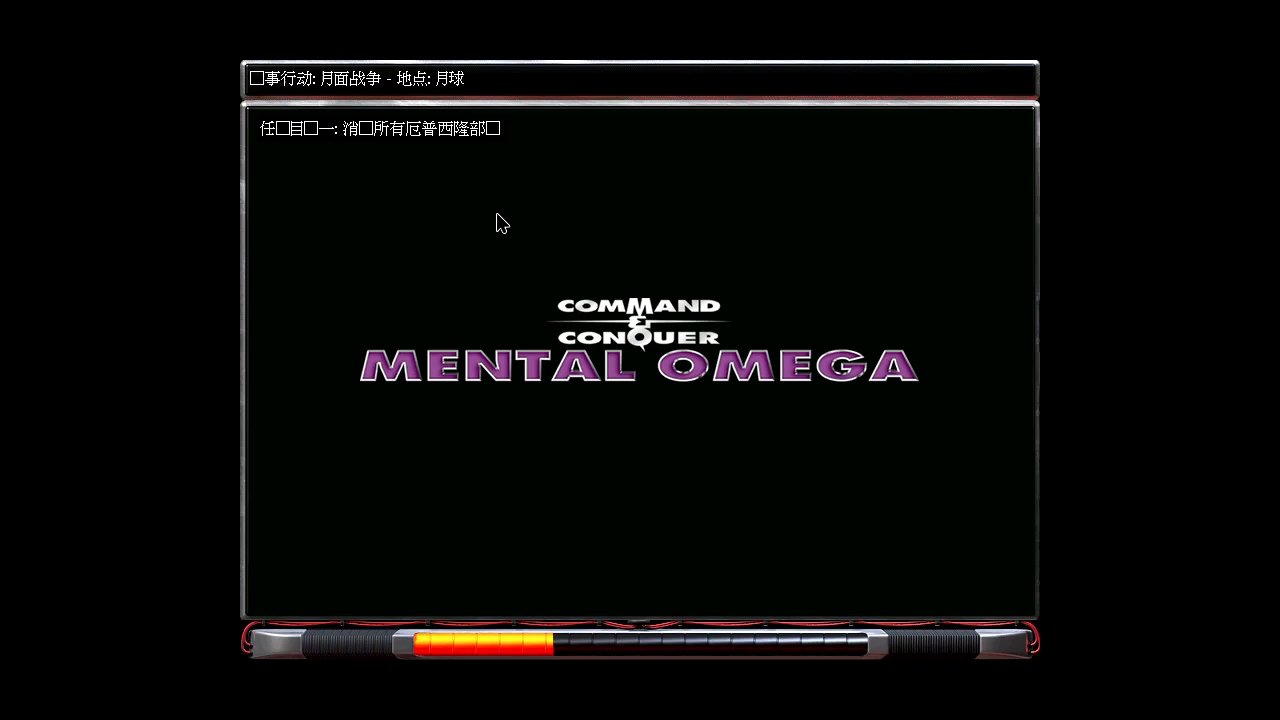 □事行动: 月面战争 - 地点: 月球
任□目□一: 消□所有厄普西隆部□
COMMAND
&
CONQUER
MENTAL OMEGA